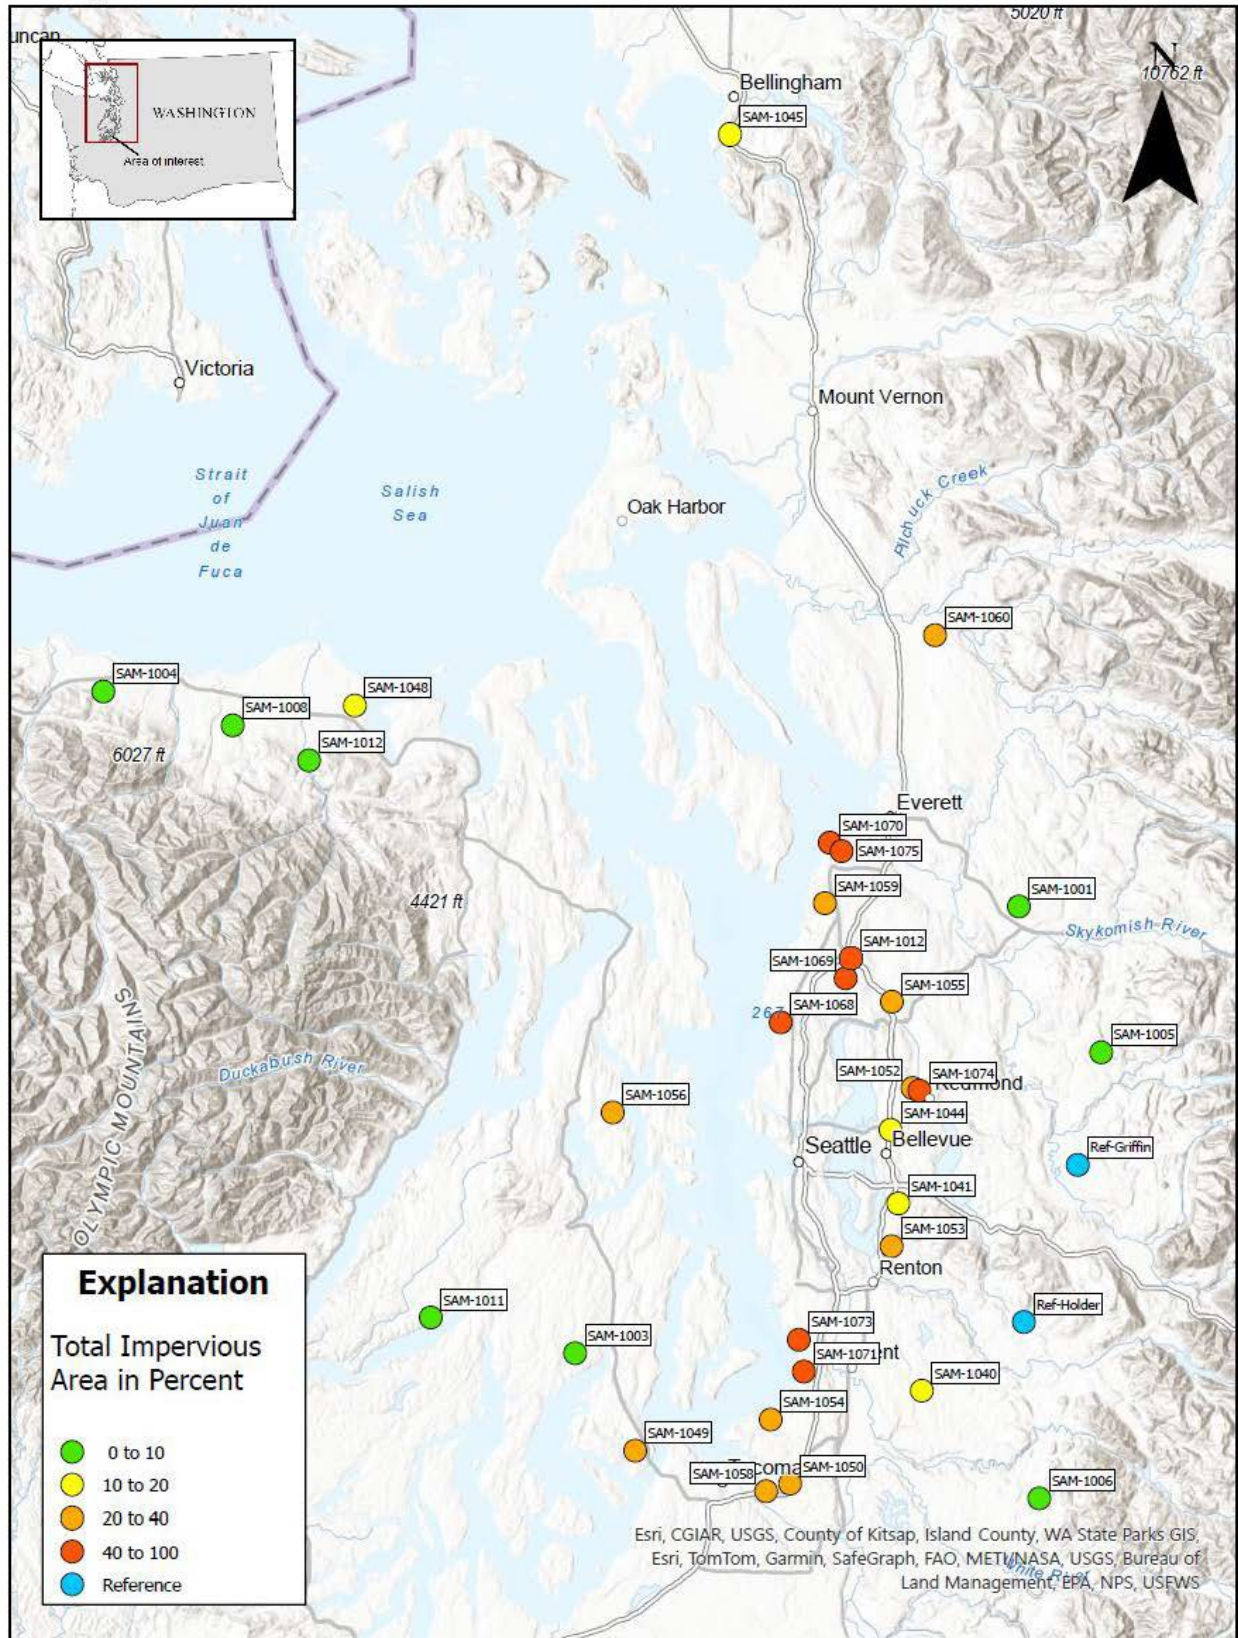 uncan
5020 ft
N
10762 ft
WASHINGTON
Area of interest
Bellingham
SAM-1045
Victoria
Mount Vernon
Strait
of
Juan
de
Fuca
Salish
Sea
Oak Harbor
Pilchuck Creek
SAM-1060
SAM-1004
SAM-1048
SAM-1008
SAM-1012
6027 ft
Everett
SAM-1070
SAM-1075
SAM-1059
SAM-1001
4421 ft
Skykomish River
SAM-1012
SAM-1069
SAM-1055
SAM-1068
267
SAM-1005
OLYMPIC MOUNTAINS
Duckabush River
SAM-1052
SAM-1074
Redmond
SAM-1056
SAM-1044
Seattle
Bellevue
Ref-Griffin
SAM-1041
SAM-1053
Renton
SAM-1011
Ref-Holder
SAM-1003
SAM-1073
SAM-1071
ent
SAM-1040
SAM-1054
SAM-1049
Tacoma
SAM-1058
SAM-1050
SAM-1006
Explanation
Total Impervious
Area in Percent
0 to 10
10 to 20
20 to 40
40 to 100
Reference
Esri, CGIAR, USGS, County of Kitsap, Island County, WA State Parks GIS,
Esri, TomTom, Garmin, SafeGraph, FAO, METI/NASA, USGS, Bureau of
Land Management, EPA, NPS, USFWS
White River